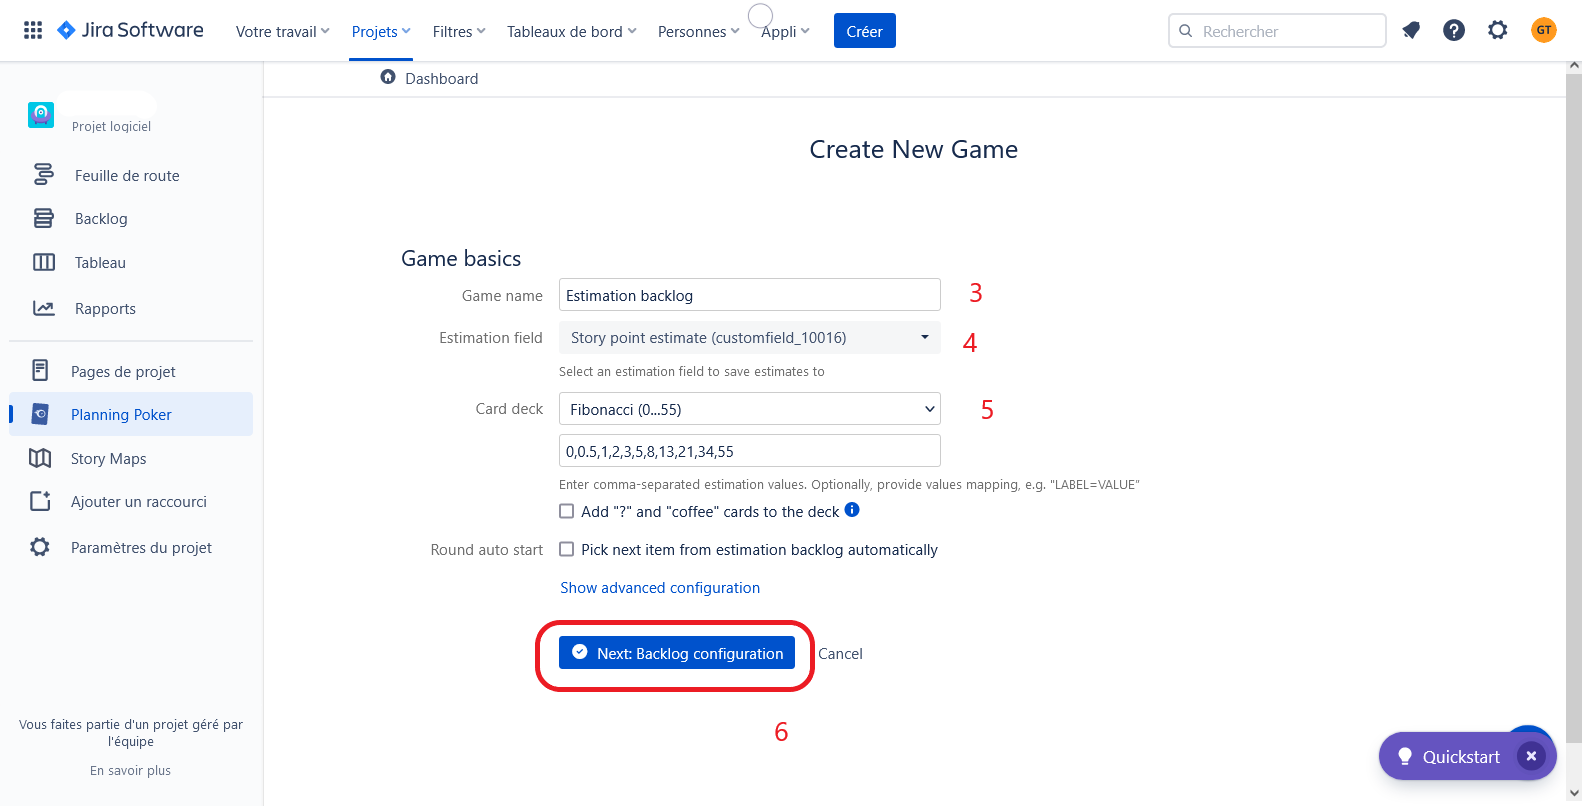 Jira Software
Votre travail
Projets
Filtres
Tableaux de bord
Personnes
Appli
Créer
Rechercher
GT
Dashboard
Projet logiciel
Feuille de route
Backlog
Tableau
Rapports
Pages de projet
Planning Poker
Story Maps
Ajouter un raccourci
Paramètres du projet
Vous faites partie d'un projet géré par
l'équipe
En savoir plus
Create New Game
Game basics
Game name
Estimation backlog
3
Estimation field
Story point estimate (customfield_10016)
4
Select an estimation field to save estimates to
Card deck
Fibonacci (0...55)
5
0,0.5,1,2,3,5,8,13,21,34,55
Enter comma-separated estimation values. Optionally, provide values mapping, e.g. "LABEL=VALUE"
Add "?" and "coffee" cards to the deck
Round auto start
Pick next item from estimation backlog automatically
Show advanced configuration
Next: Backlog configuration
Cancel
6
Quickstart